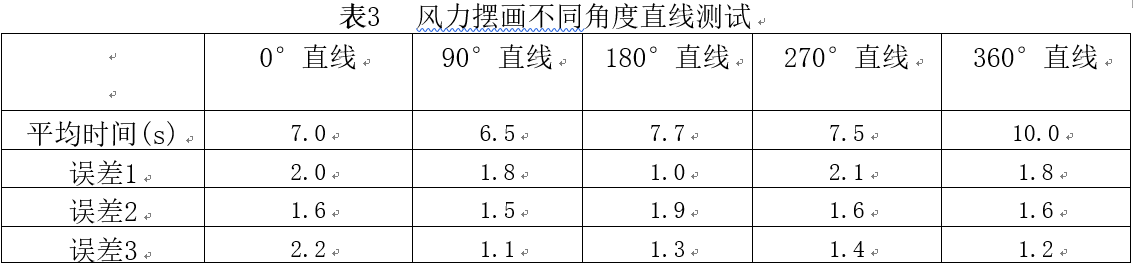 表3 风力摆画不同角度直线测试
0°直线 90°直线 180°直线 270°直线 360°直线
平均时间(s) 7.0 6.5 7.7 7.5 10.0
误差1 2.0 1.8 1.0 2.1 1.8
误差2 1.6 1.5 1.9 1.6 1.6
误差3 2.2 1.1 1.3 1.4 1.2